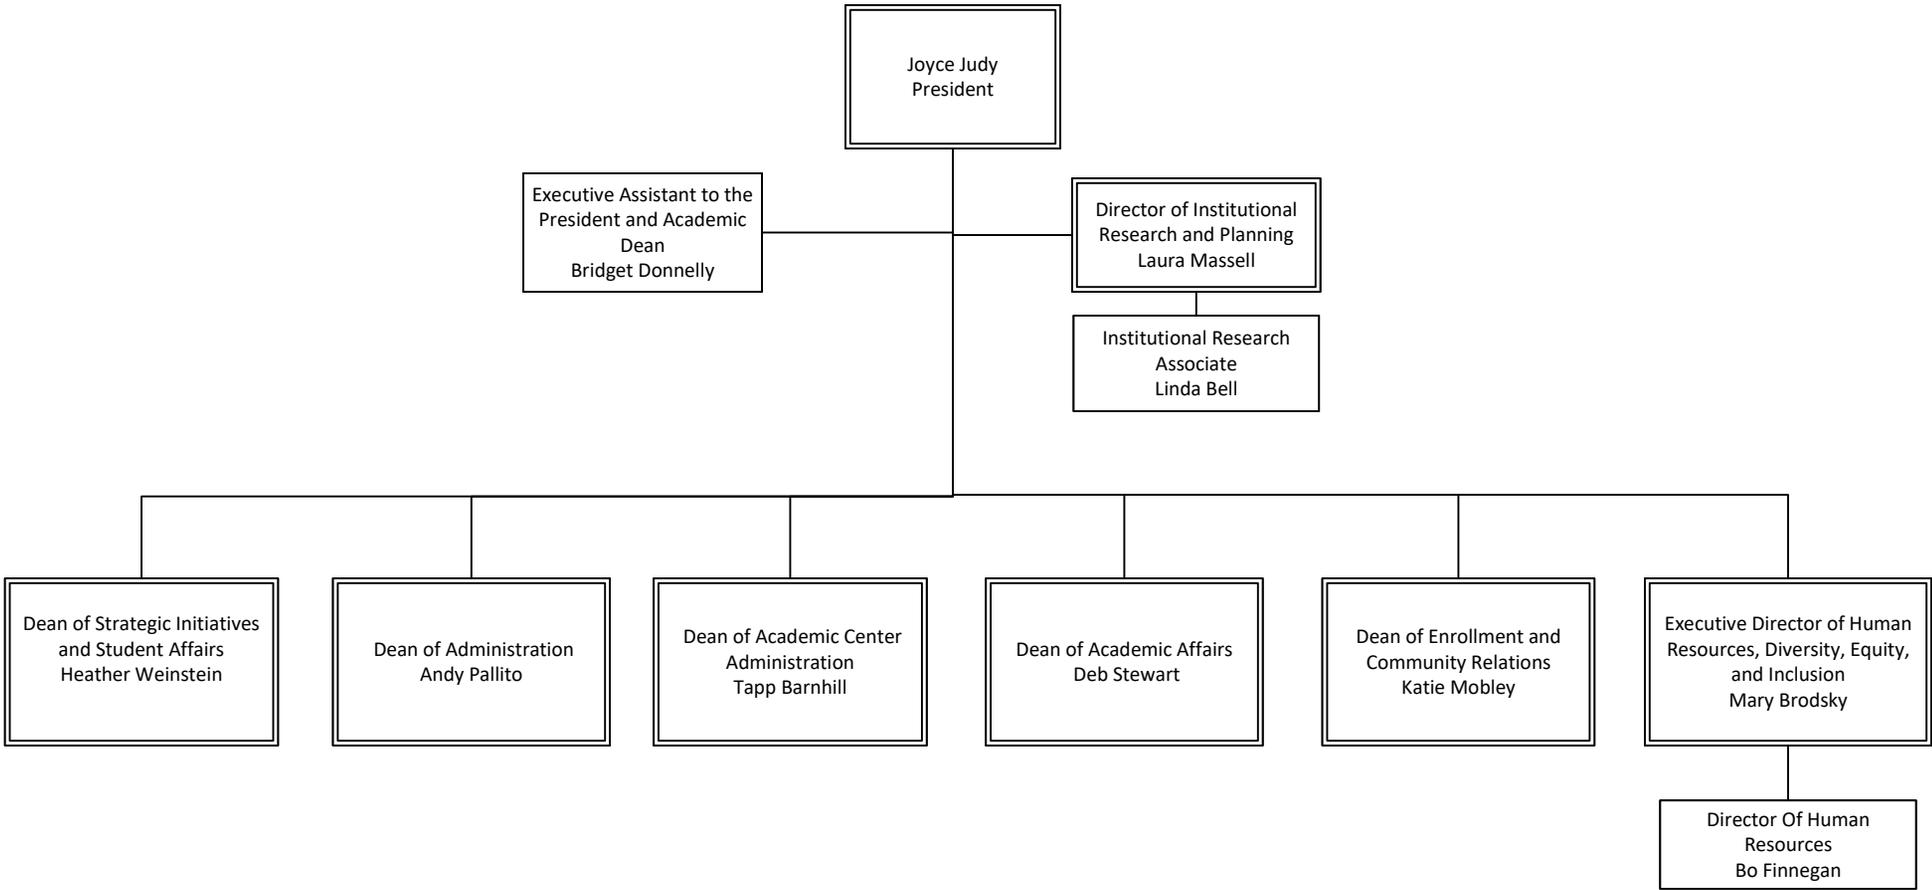 Joyce Judy
President
Executive Assistant to the
President and Academic
Dean
Bridget Donnelly
Director of Institutional
Research and Planning
Laura Massell
Institutional Research
Associate
Linda Bell
Dean of Strategic Initiatives
and Student Affairs
Heather Weinstein
Dean of Administration
Andy Pallito
Dean of Academic Center
Administration
Tapp Barnhill
Dean of Academic Affairs
Deb Stewart
Dean of Enrollment and
Community Relations
Katie Mobley
Executive Director of Human
Resources, Diversity, Equity,
and Inclusion
Mary Brodsky
Director Of Human
Resources
Bo Finnegan